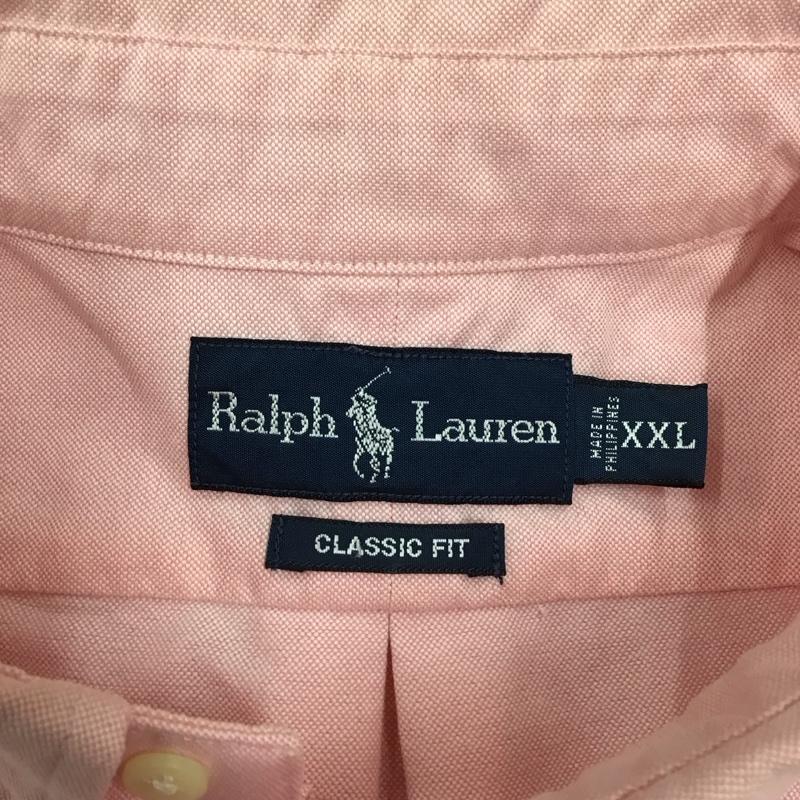 Ralph Lauren
MADE IN
PHILIPPINES
XXL
CLASSIC FIT